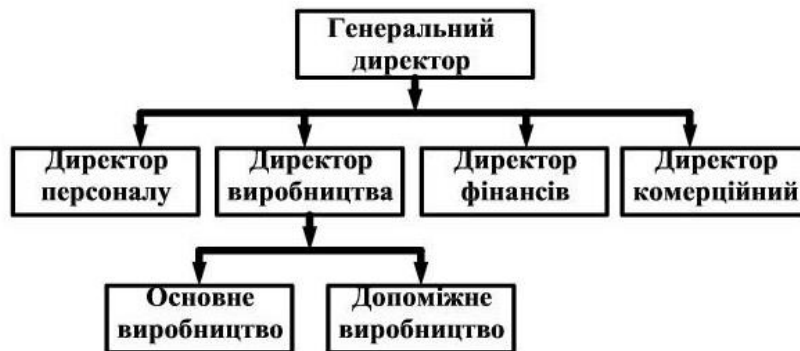 Генеральний
директор
Директор
персоналу
Директор
виробництва
Директор
фінансів
Директор
комерційний
Основне
виробництво
Допоміжне
виробництво